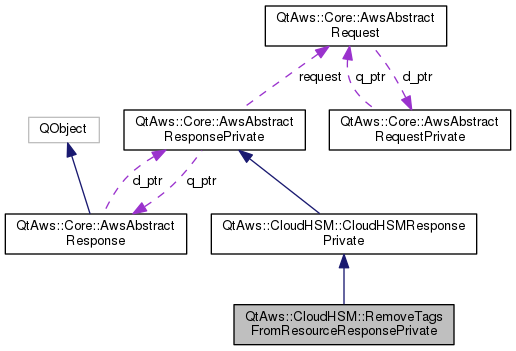 QtAws::Core::AwsAbstract
Request
request
q_ptr
d_ptr
QObject
QtAws::Core::AwsAbstract
ResponsePrivate
QtAws::Core::AwsAbstract
RequestPrivate
d_ptr
q_ptr
QtAws::Core::AwsAbstract
Response
QtAws::CloudHSM::CloudHSMResponse
Private
QtAws::CloudHSM::RemoveTags
FromResourceResponsePrivate